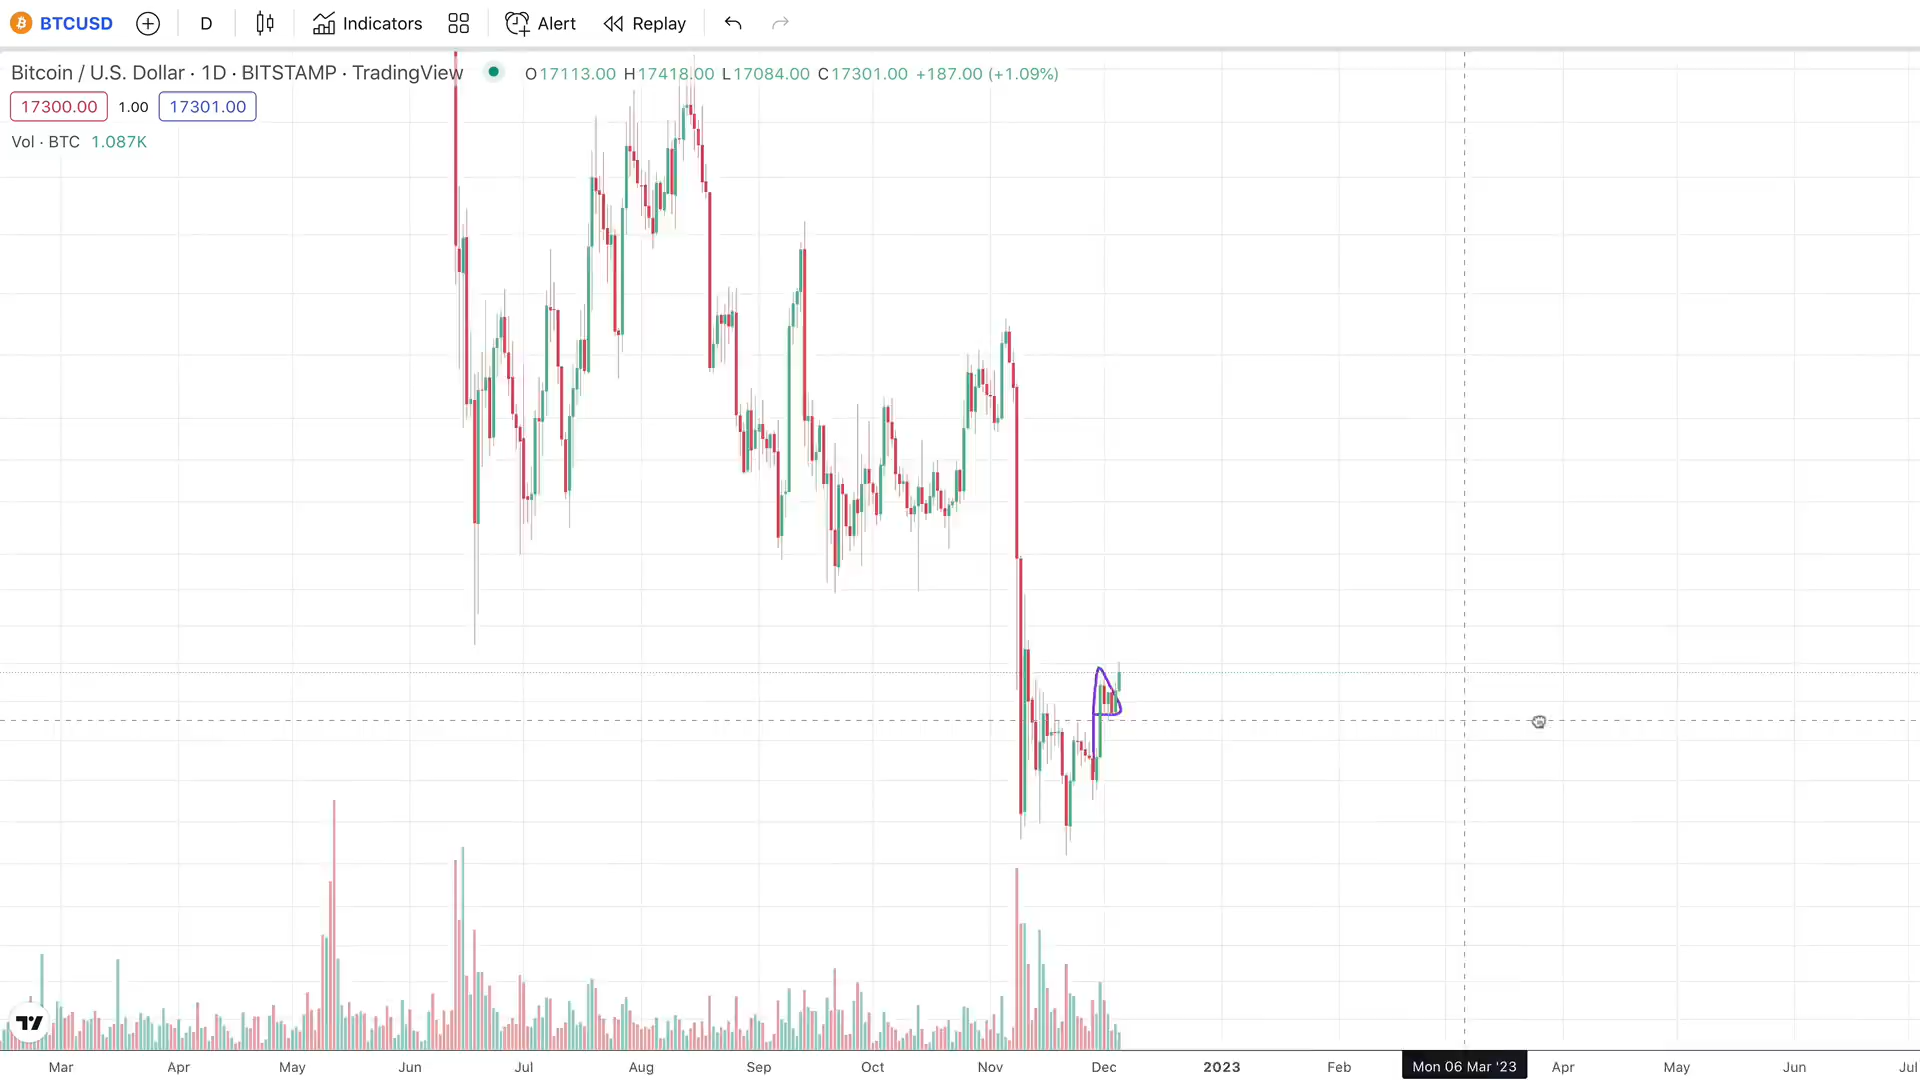 BTCUSD D Indicators Alert Replay
Bitcoin / U.S. Dollar · 1D · BITSTAMP · TradingView O17113.00 H17418.00 L17084.00 C17301.00 +187.00 (+1.09%)
17300.00 1.00 17301.00
Vol · BTC 1.087K
Mar Apr May Jun Jul Aug Sep Oct Nov Dec 2023 Feb Mon 06 Mar '23 Apr May Jun Jul